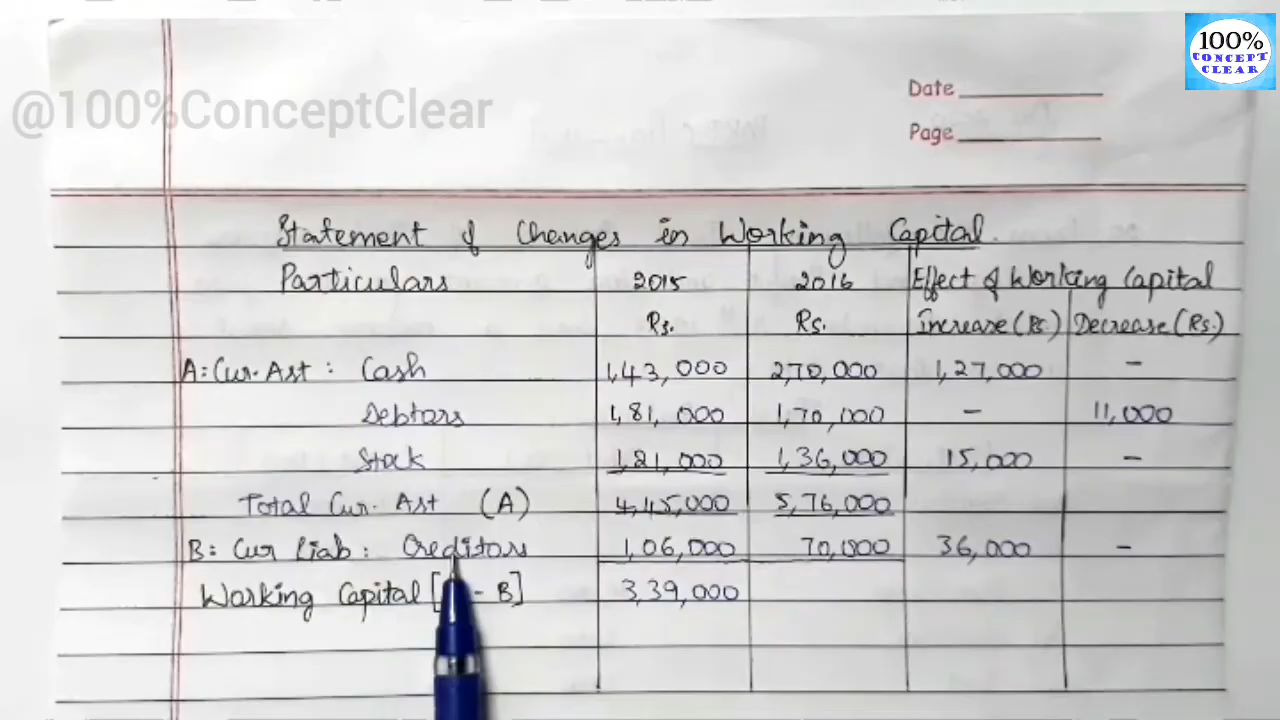 100%
CONCEPT
CLEAR
@100%ConceptClear
Date
Page
Statement of Changes in Working Capital.
Particulars 2015 2016 Effect of Working Capital
Rs. Rs. Increase (Rs.) Decrease (Rs.)
A: Cur. Ast : Cash 1,43,000 2,70,000 1,27,000 -
Debtors 1,81,000 1,70,000 - 11,000
Stock 1,21,000 1,36,000 15,000 -
Total Cur. Ast (A) 4,45,000 5,76,000
B: Cur Liab : Creditors 1,06,000 70,000 36,000 -
Working Capital [ - B] 3,39,000